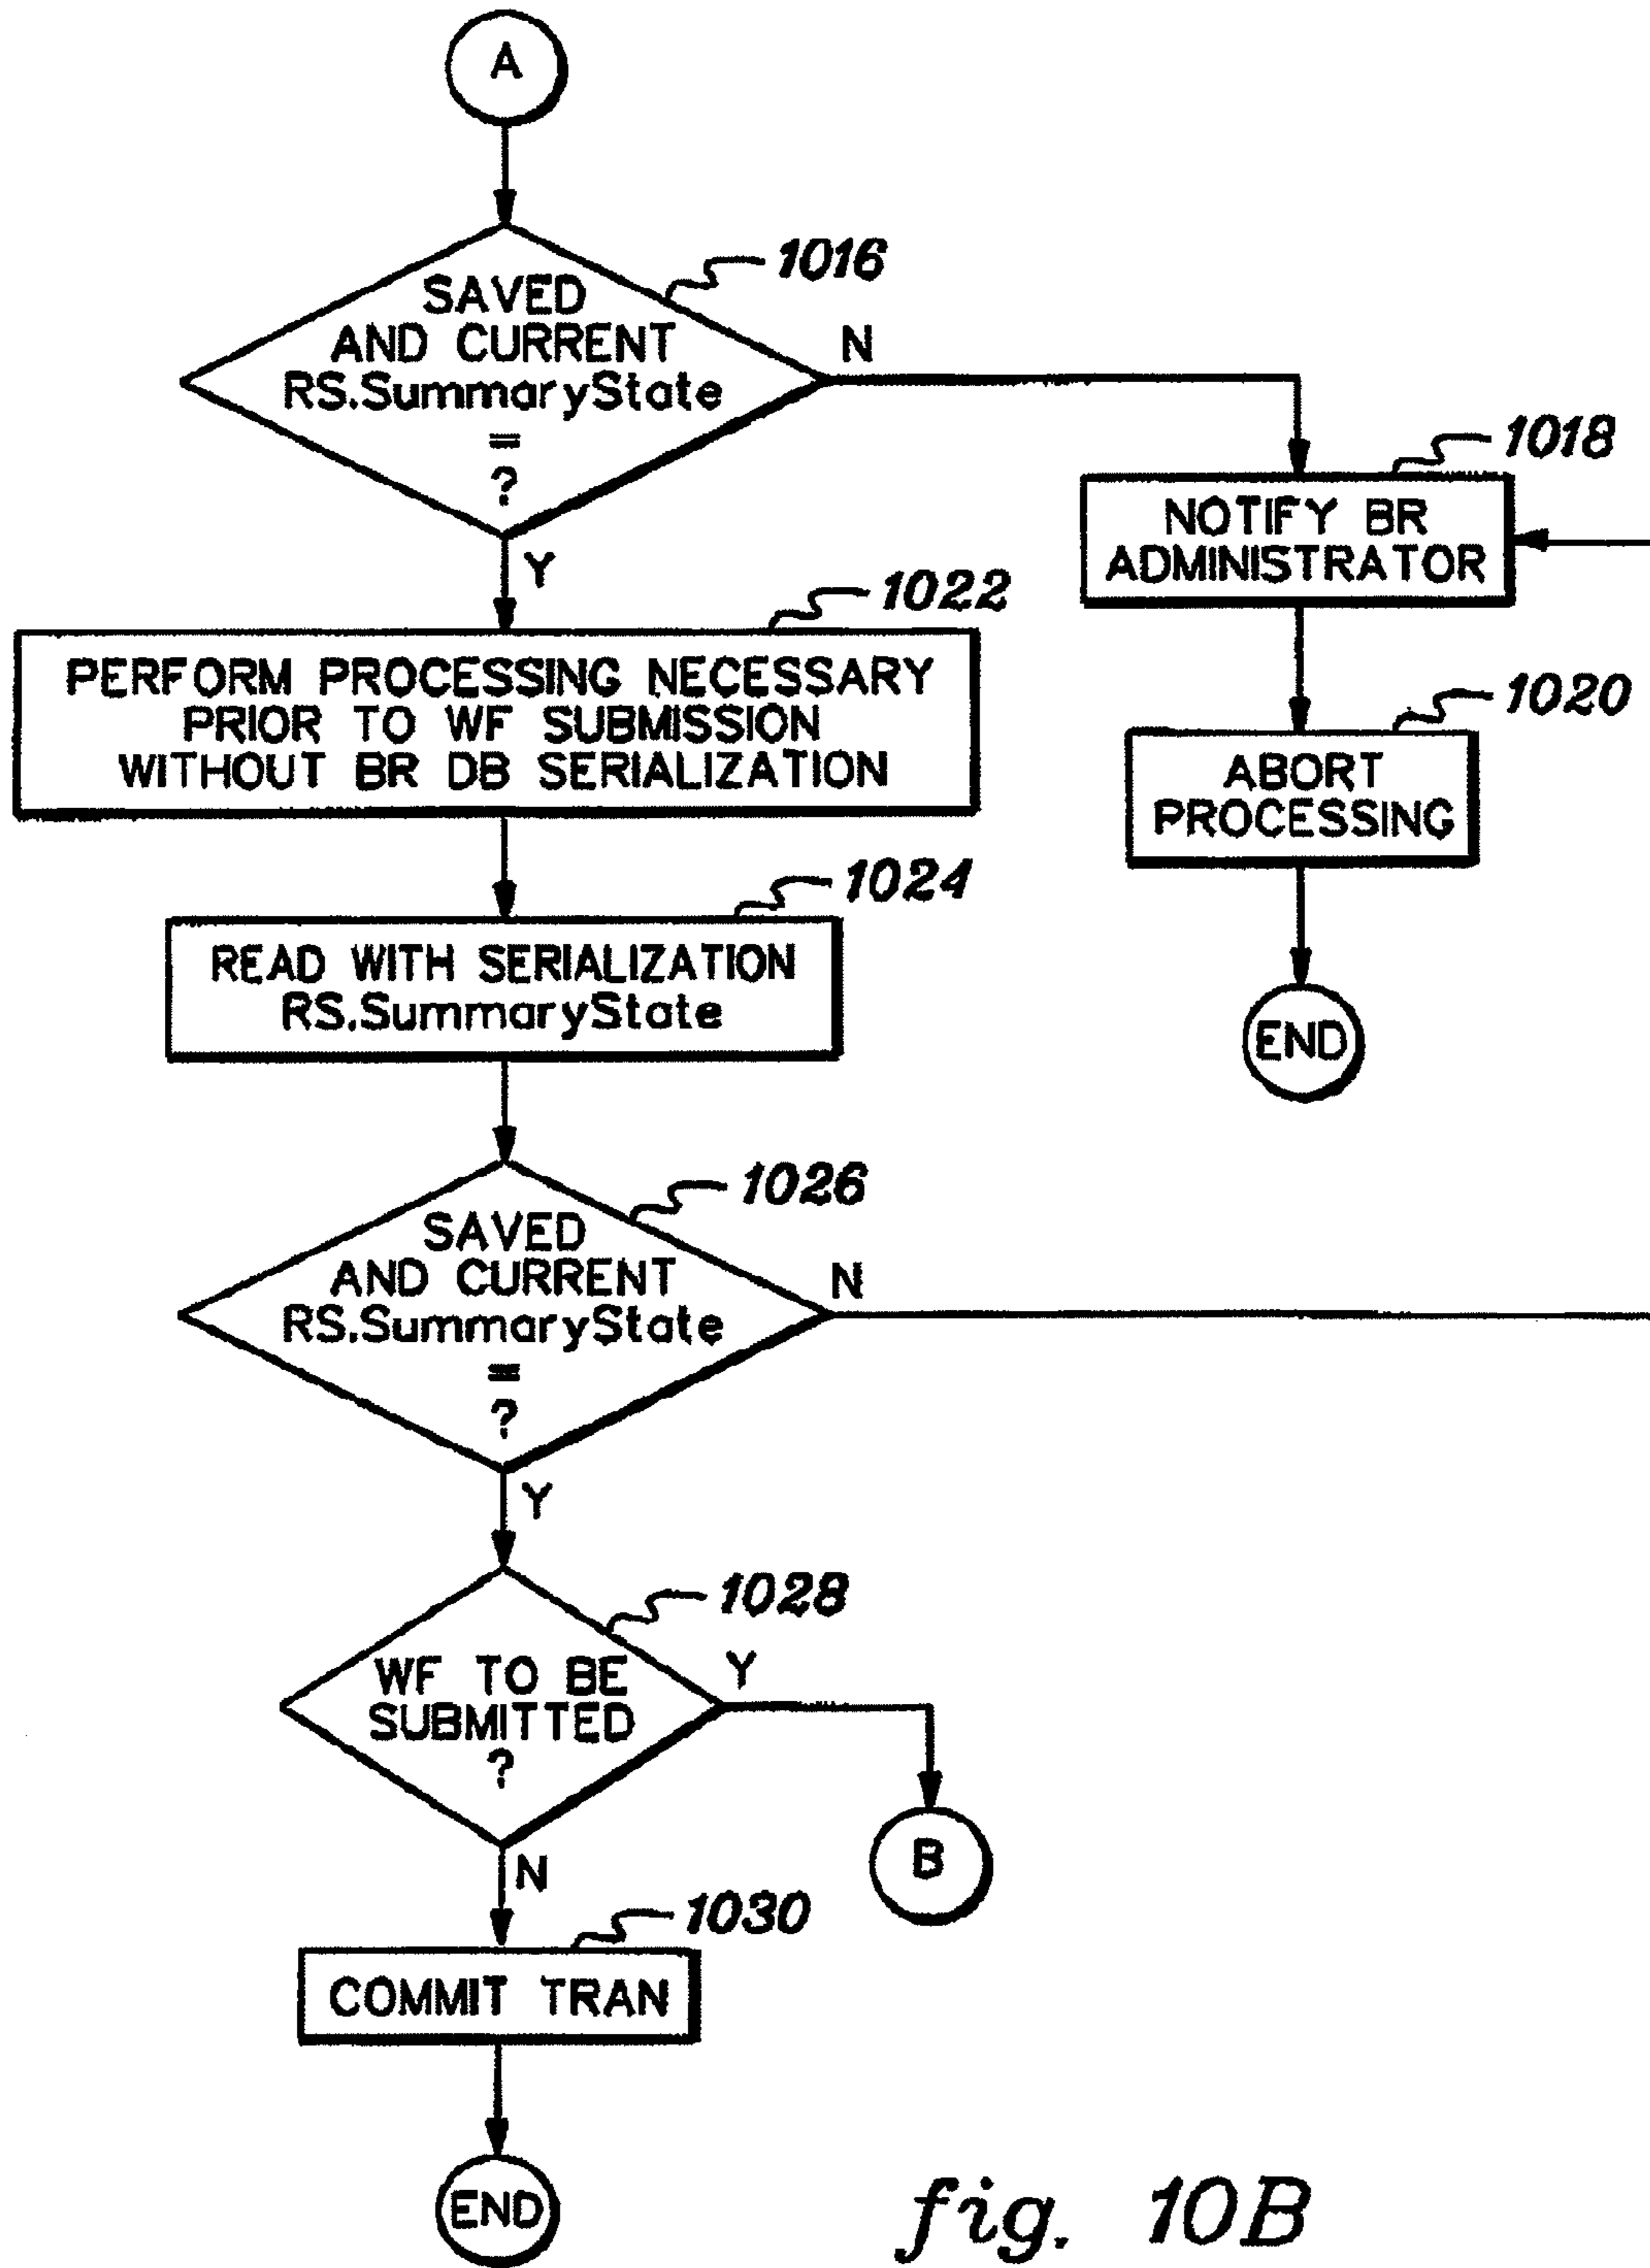 A
1016
SAVED
AND CURRENT
RS.SummaryState
=
?
N
Y
1018
NOTIFY BR
ADMINISTRATOR
1020
ABORT
PROCESSING
END
1022
PERFORM PROCESSING NECESSARY
PRIOR TO WF SUBMISSION
WITHOUT BR DB SERIALIZATION
1024
READ WITH SERIALIZATION
RS.SummaryState
1026
SAVED
AND CURRENT
RS.SummaryState
=
?
N
Y
1028
WF TO BE
SUBMITTED
?
Y
B
N
1030
COMMIT TRAN
END
fig. 10B